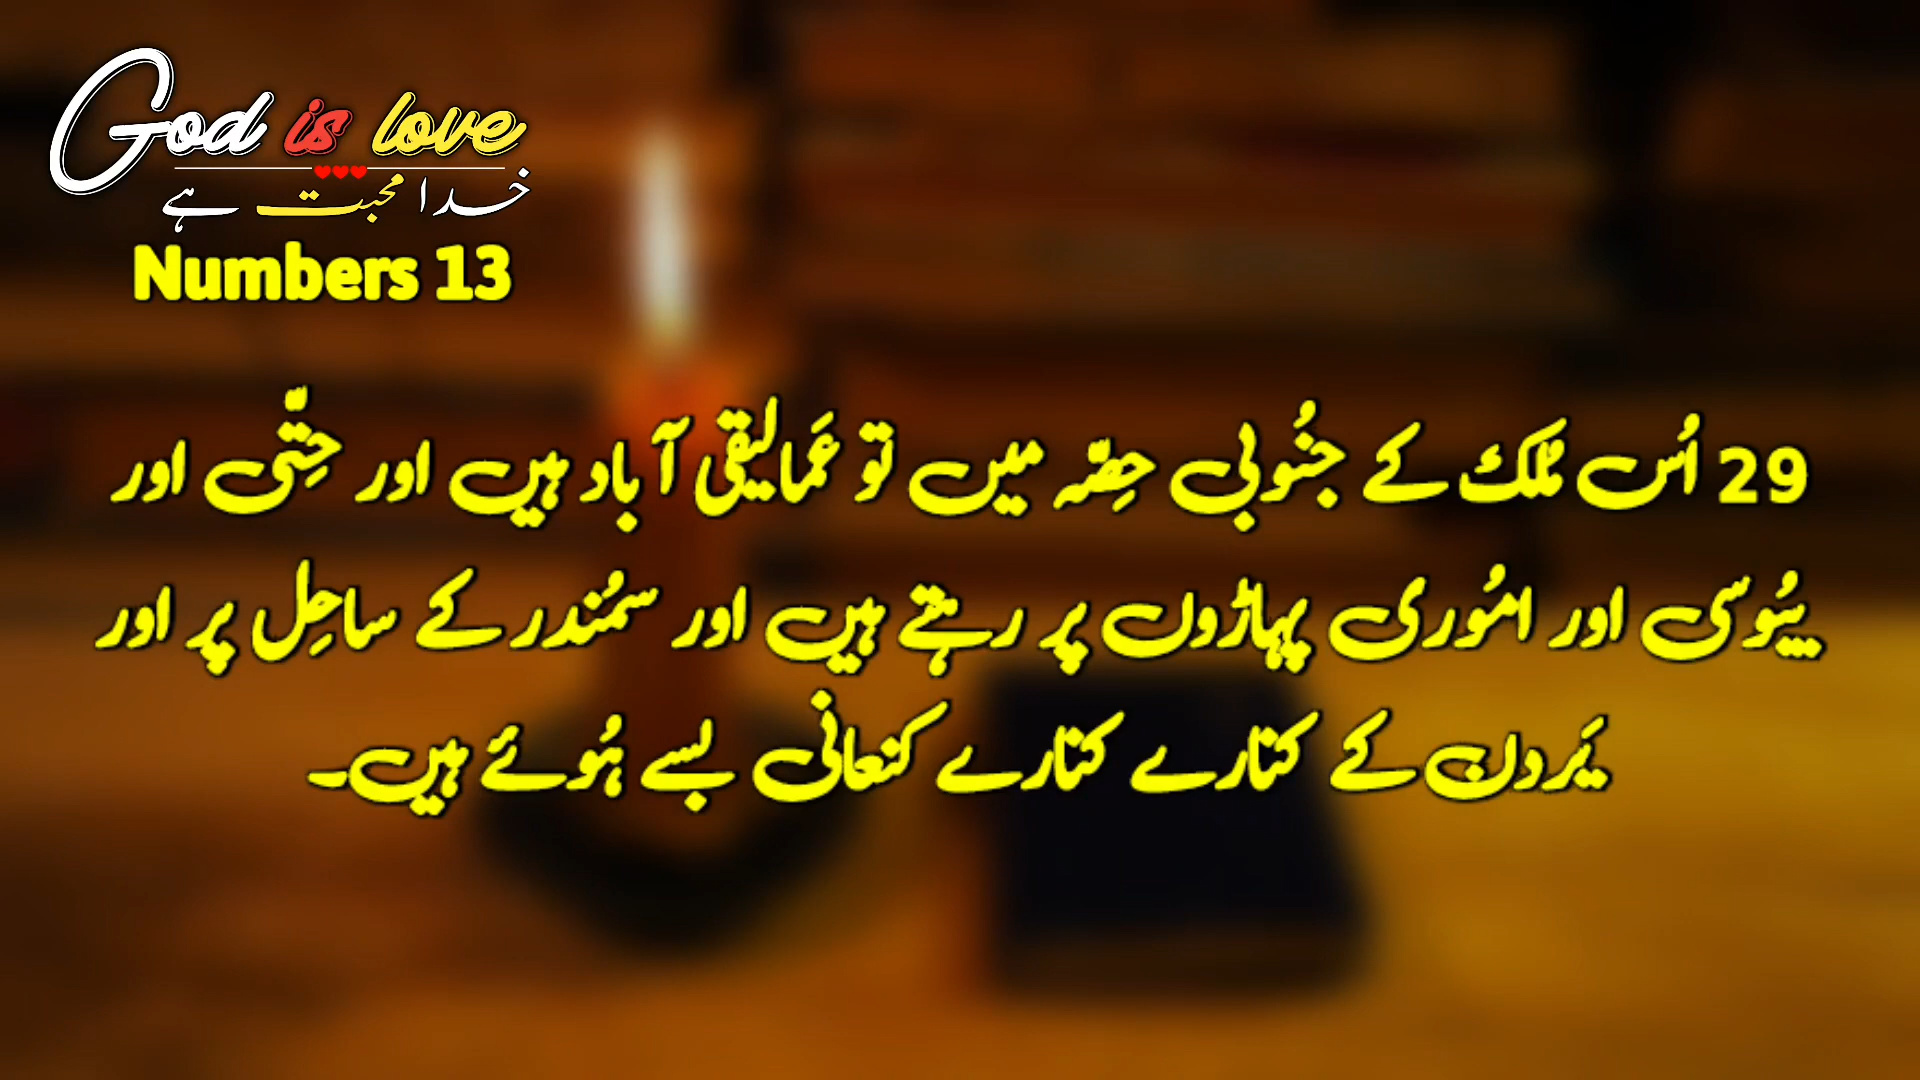 God is love
خدا محبت ہے
Numbers 13
29 اُس مُلک کے جنُوبی حِصّہ میں تو عَمالیقی آباد ہیں اور حِتّی اور
یبُوسی اور امُوری پہاڑوں پر رہتے ہیں اور سمُندر کے ساحِل پر اور
یَردن کے کنارے کنارے کنعانی بسے ہُوئے ہیں۔